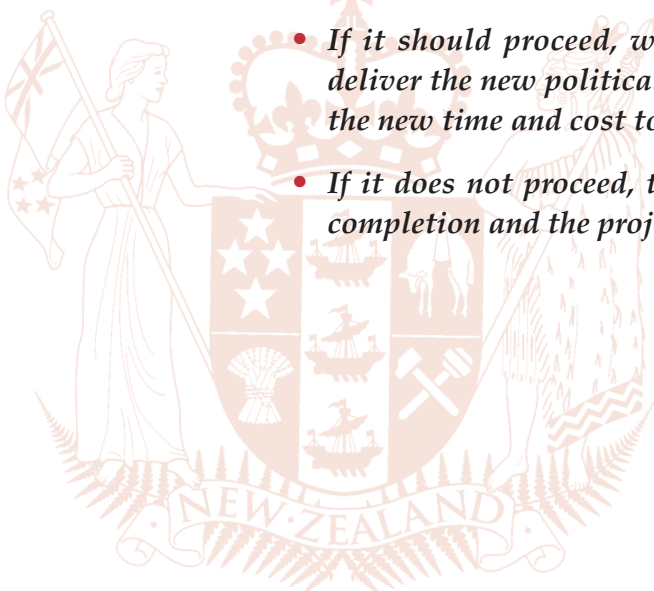 • If it should proceed, w
deliver the new politica
the new time and cost to
• If it does not proceed, t
completion and the proj
NEW·ZEALAND